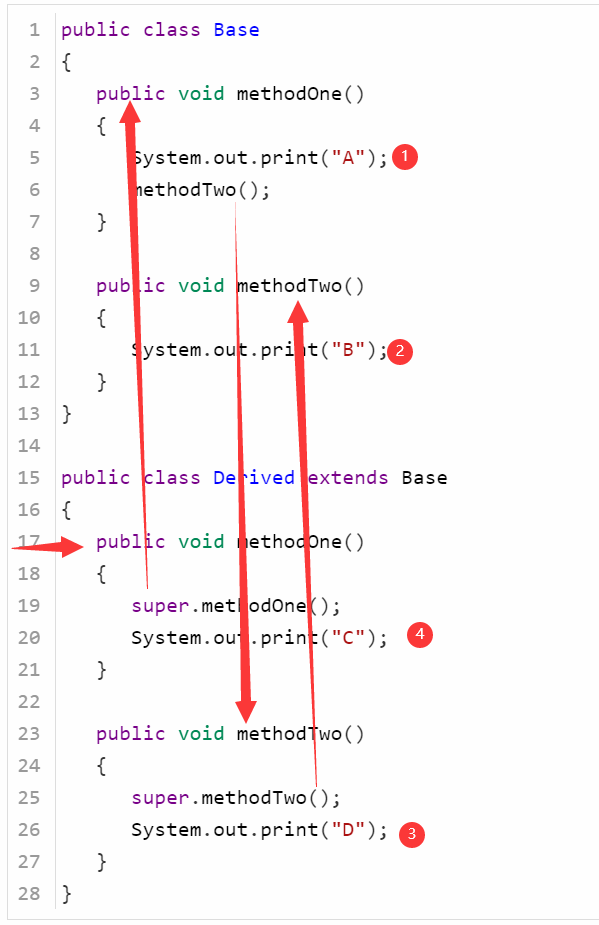 1 public class Base
2 {
3 public void methodOne()
4 {
5 System.out.print("A"); 1
6 methodTwo();
7 }
8
9 public void methodTwo()
10 {
11 System.out.print("B"); 2
12 }
13 }
14
15 public class Derived extends Base
16 {
17 public void methodOne()
18 {
19 super.methodOne();
20 System.out.print("C"); 4
21 }
22
23 public void methodTwo()
24 {
25 super.methodTwo();
26 System.out.print("D"); 3
27 }
28 }